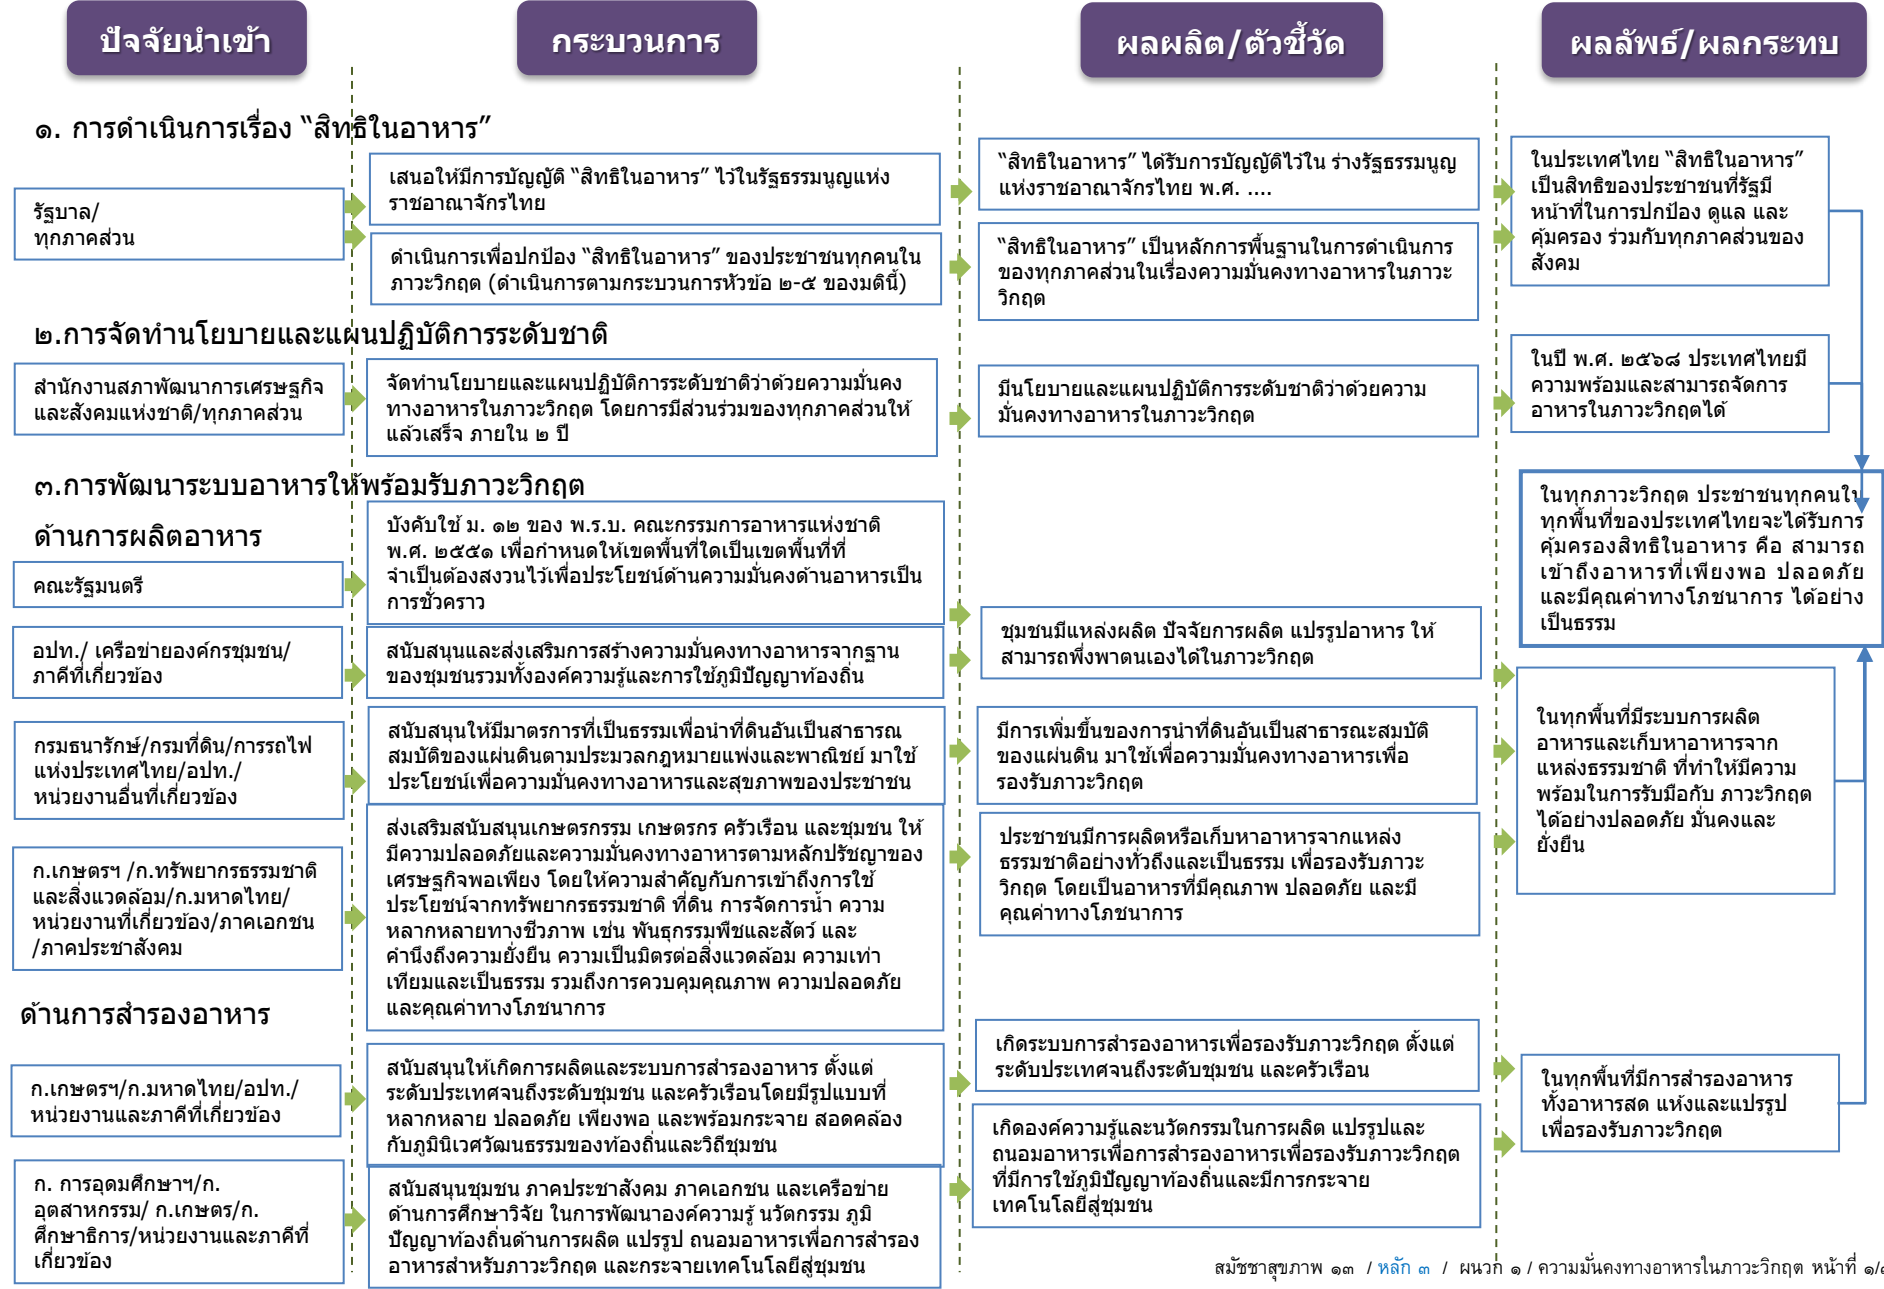 ปัจจัยนำเข้า
กระบวนการ
ผลผลิต/ตัวชี้วัด
ผลลัพธ์/ผลกระทบ
๑. การดำเนินการเรื่อง “สิทธิในอาหาร”
รัฐบาล/
ทุกภาคส่วน
เสนอให้มีการบัญญัติ “สิทธิในอาหาร” ไว้ในรัฐธรรมนูญแห่ง
ราชอาณาจักรไทย
ดำเนินการเพื่อปกป้อง “สิทธิในอาหาร” ของประชาชนทุกคนใน
ภาวะวิกฤต (ดำเนินการตามกระบวนการหัวข้อ ๒-๕ ของมตินี้)
“สิทธิในอาหาร” ได้รับการบัญญัติไว้ใน ร่างรัฐธรรมนูญ
แห่งราชอาณาจักรไทย พ.ศ. ....
“สิทธิในอาหาร” เป็นหลักการพื้นฐานในการดำเนินการ
ของทุกภาคส่วนในเรื่องความมั่นคงทางอาหารในภาวะ
วิกฤต
ในประเทศไทย “สิทธิในอาหาร”
เป็นสิทธิของประชาชนที่รัฐมี
หน้าที่ในการปกป้อง ดูแล และ
คุ้มครอง ร่วมกับทุกภาคส่วนของ
สังคม
๒.การจัดทำนโยบายและแผนปฏิบัติการระดับชาติ
สำนักงานสภาพัฒนาการเศรษฐกิจ
และสังคมแห่งชาติ/ทุกภาคส่วน
จัดทำนโยบายและแผนปฏิบัติการระดับชาติว่าด้วยความมั่นคง
ทางอาหารในภาวะวิกฤต โดยการมีส่วนร่วมของทุกภาคส่วนให้
แล้วเสร็จ ภายใน ๒ ปี
มีนโยบายและแผนปฏิบัติการระดับชาติว่าด้วยความ
มั่นคงทางอาหารในภาวะวิกฤต
ในปี พ.ศ. ๒๕๖๘ ประเทศไทยมี
ความพร้อมและสามารถจัดการ
อาหารในภาวะวิกฤตได้
๓.การพัฒนาระบบอาหารให้พร้อมรับภาวะวิกฤต
ด้านการผลิตอาหาร
คณะรัฐมนตรี
บังคับใช้ ม. ๑๒ ของ พ.ร.บ. คณะกรรมการอาหารแห่งชาติ
พ.ศ. ๒๕๕๑ เพื่อกำหนดให้เขตพื้นที่ใดเป็นเขตพื้นที่ที่
จำเป็นต้องสงวนไว้เพื่อประโยชน์ด้านความมั่นคงด้านอาหารเป็น
การชั่วคราว
อปท./ เครือข่ายองค์กรชุมชน/
ภาคีที่เกี่ยวข้อง
สนับสนุนและส่งเสริมการสร้างความมั่นคงทางอาหารจากฐาน
ของชุมชนรวมทั้งองค์ความรู้และการใช้ภูมิปัญญาท้องถิ่น
ชุมชนมีแหล่งผลิต ปัจจัยการผลิต แปรรูปอาหาร ให้
สามารถพึ่งพาตนเองได้ในภาวะวิกฤต
ในทุกภาวะวิกฤต ประชาชนทุกคนใน
ทุกพื้นที่ของประเทศไทยจะได้รับการ
คุ้มครองสิทธิในอาหาร คือ สามารถ
เข้าถึงอาหารที่เพียงพอ ปลอดภัย
และมีคุณค่าทางโภชนาการ ได้อย่าง
เป็นธรรม
กรมธนารักษ์/กรมที่ดิน/การรถไฟ
แห่งประเทศไทย/อปท./
หน่วยงานอื่นที่เกี่ยวข้อง
สนับสนุนให้มีมาตรการที่เป็นธรรมเพื่อนำที่ดินอันเป็นสาธารณ
สมบัติของแผ่นดินตามประมวลกฎหมายแพ่งและพาณิชย์ มาใช้
ประโยชน์เพื่อความมั่นคงทางอาหารและสุขภาพของประชาชน
มีการเพิ่มขึ้นของการนำที่ดินอันเป็นสาธารณะสมบัติ
ของแผ่นดิน มาใช้เพื่อความมั่นคงทางอาหารเพื่อ
รองรับภาวะวิกฤต
ในทุกพื้นที่มีระบบการผลิต
อาหารและเก็บหาอาหารจาก
แหล่งธรรมชาติ ที่ทำให้มีความ
พร้อมในการรับมือกับ ภาวะวิกฤต
ได้อย่างปลอดภัย มั่นคงและ
ยั่งยืน
ก.เกษตรฯ /ก.ทรัพยากรธรรมชาติ
และสิ่งแวดล้อม/ก.มหาดไทย/
หน่วยงานที่เกี่ยวข้อง/ภาคเอกชน
/ภาคประชาสังคม
ส่งเสริมสนับสนุนเกษตรกรรม เกษตรกร ครัวเรือน และชุมชน ให้
มีความปลอดภัยและความมั่นคงทางอาหารตามหลักปรัชญาของ
เศรษฐกิจพอเพียง โดยให้ความสำคัญกับการเข้าถึงการใช้
ประโยชน์จากทรัพยากรธรรมชาติ ที่ดิน การจัดการน้ำ ความ
หลากหลายทางชีวภาพ เช่น พันธุกรรมพืชและสัตว์ และ
คำนึงถึงความยั่งยืน ความเป็นมิตรต่อสิ่งแวดล้อม ความเท่า
เทียมและเป็นธรรม รวมถึงการควบคุมคุณภาพ ความปลอดภัย
และคุณค่าทางโภชนาการ
ประชาชนมีการผลิตหรือเก็บหาอาหารจากแหล่ง
ธรรมชาติอย่างทั่วถึงและเป็นธรรม เพื่อรองรับภาวะ
วิกฤต โดยเป็นอาหารที่มีคุณภาพ ปลอดภัย และมี
คุณค่าทางโภชนาการ
ด้านการสำรองอาหาร
ก.เกษตรฯ/ก.มหาดไทย/อปท./
หน่วยงานและภาคีที่เกี่ยวข้อง
สนับสนุนให้เกิดการผลิตและระบบการสำรองอาหาร ตั้งแต่
ระดับประเทศจนถึงระดับชุมชน และครัวเรือนโดยมีรูปแบบที่
หลากหลาย ปลอดภัย เพียงพอ และพร้อมกระจาย สอดคล้อง
กับภูมินิเวศวัฒนธรรมของท้องถิ่นและวิถีชุมชน
เกิดระบบการสำรองอาหารเพื่อรองรับภาวะวิกฤต ตั้งแต่
ระดับประเทศจนถึงระดับชุมชน และครัวเรือน
ในทุกพื้นที่มีการสำรองอาหาร
ทั้งอาหารสด แห้งและแปรรูป
เพื่อรองรับภาวะวิกฤต
ก. การอุดมศึกษาฯ/ก.
อุตสาหกรรม/ ก.เกษตร/ก.
ศึกษาธิการ/หน่วยงานและภาคีที่
เกี่ยวข้อง
สนับสนุนชุมชน ภาคประชาสังคม ภาคเอกชน และเครือข่าย
ด้านการศึกษาวิจัย ในการพัฒนาองค์ความรู้ นวัตกรรม ภูมิ
ปัญญาท้องถิ่นด้านการผลิต แปรรูป ถนอมอาหารเพื่อการสำรอง
อาหารสำหรับภาวะวิกฤต และกระจายเทคโนโลยีสู่ชุมชน
เกิดองค์ความรู้และนวัตกรรมในการผลิต แปรรูปและ
ถนอมอาหารเพื่อการสำรองอาหารเพื่อรองรับภาวะวิกฤต
ที่มีการใช้ภูมิปัญญาท้องถิ่นและมีการกระจาย
เทคโนโลยีสู่ชุมชน
สมัชชาสุขภาพ ๑๓ / หลัก ๓ / ผนวก ๑ / ความมั่นคงทางอาหารในภาวะวิกฤต หน้าที่ ๑/